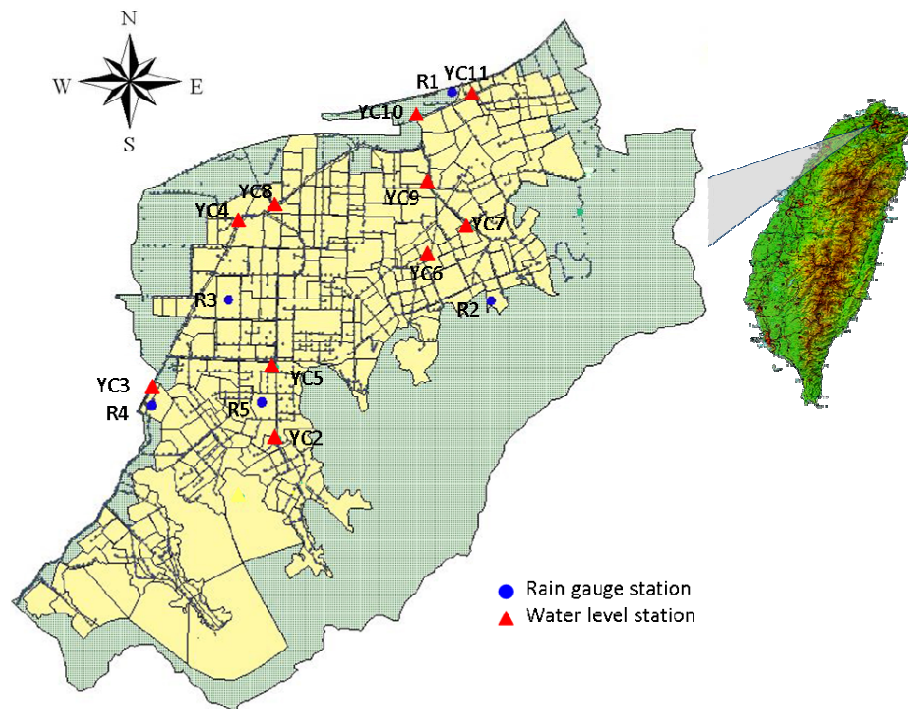 N
W E
S
R1 YC11
YC10
YC8
YC4
YC9
YC7
YC6
R3
R2
YC5
YC3
R4
R5
YC2
Rain gauge station
Water level station